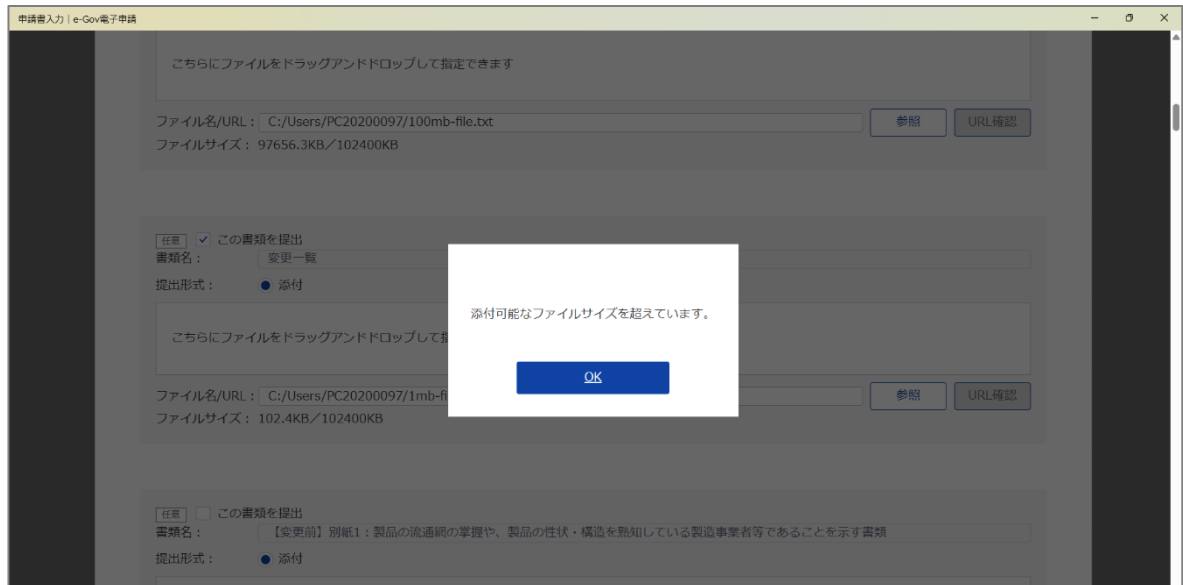 申請書入力 | e-Gov電子申請
こちらにファイルをドラッグアンドドロップして指定できます
ファイル名/URL： C:/Users/PC20200097/100mb-file.txt 参照 URL確認
ファイルサイズ： 97656.3KB／102400KB
任意 この書類を提出
書類名： 変更一覧
提出形式： 添付
添付可能なファイルサイズを超えています。
こちらにファイルをドラッグアンドドロップして
OK
ファイル名/URL： C:/Users/PC20200097/1mb-fi 参照 URL確認
ファイルサイズ： 102.4KB／102400KB
任意 この書類を提出
書類名： 【変更前】別紙1：製品の流通網の掌握や、製品の性状・構造を熟知している製造事業者等であることを示す書類
提出形式： 添付